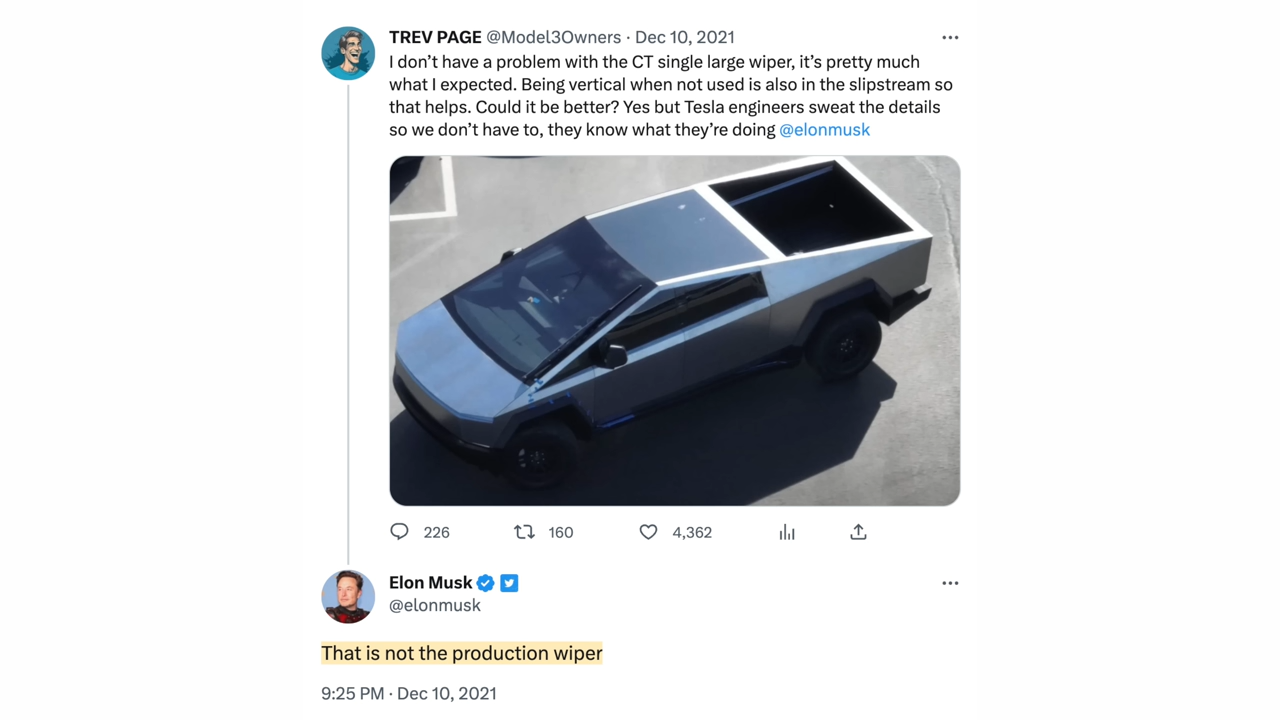 TREV PAGE @Model3Owners · Dec 10, 2021
I don’t have a problem with the CT single large wiper, it’s pretty much
what I expected. Being vertical when not used is also in the slipstream so
that helps. Could it be better? Yes but Tesla engineers sweat the details
so we don’t have to, they know what they’re doing @elonmusk
226 160 4,362
Elon Musk
@elonmusk
That is not the production wiper
9:25 PM · Dec 10, 2021